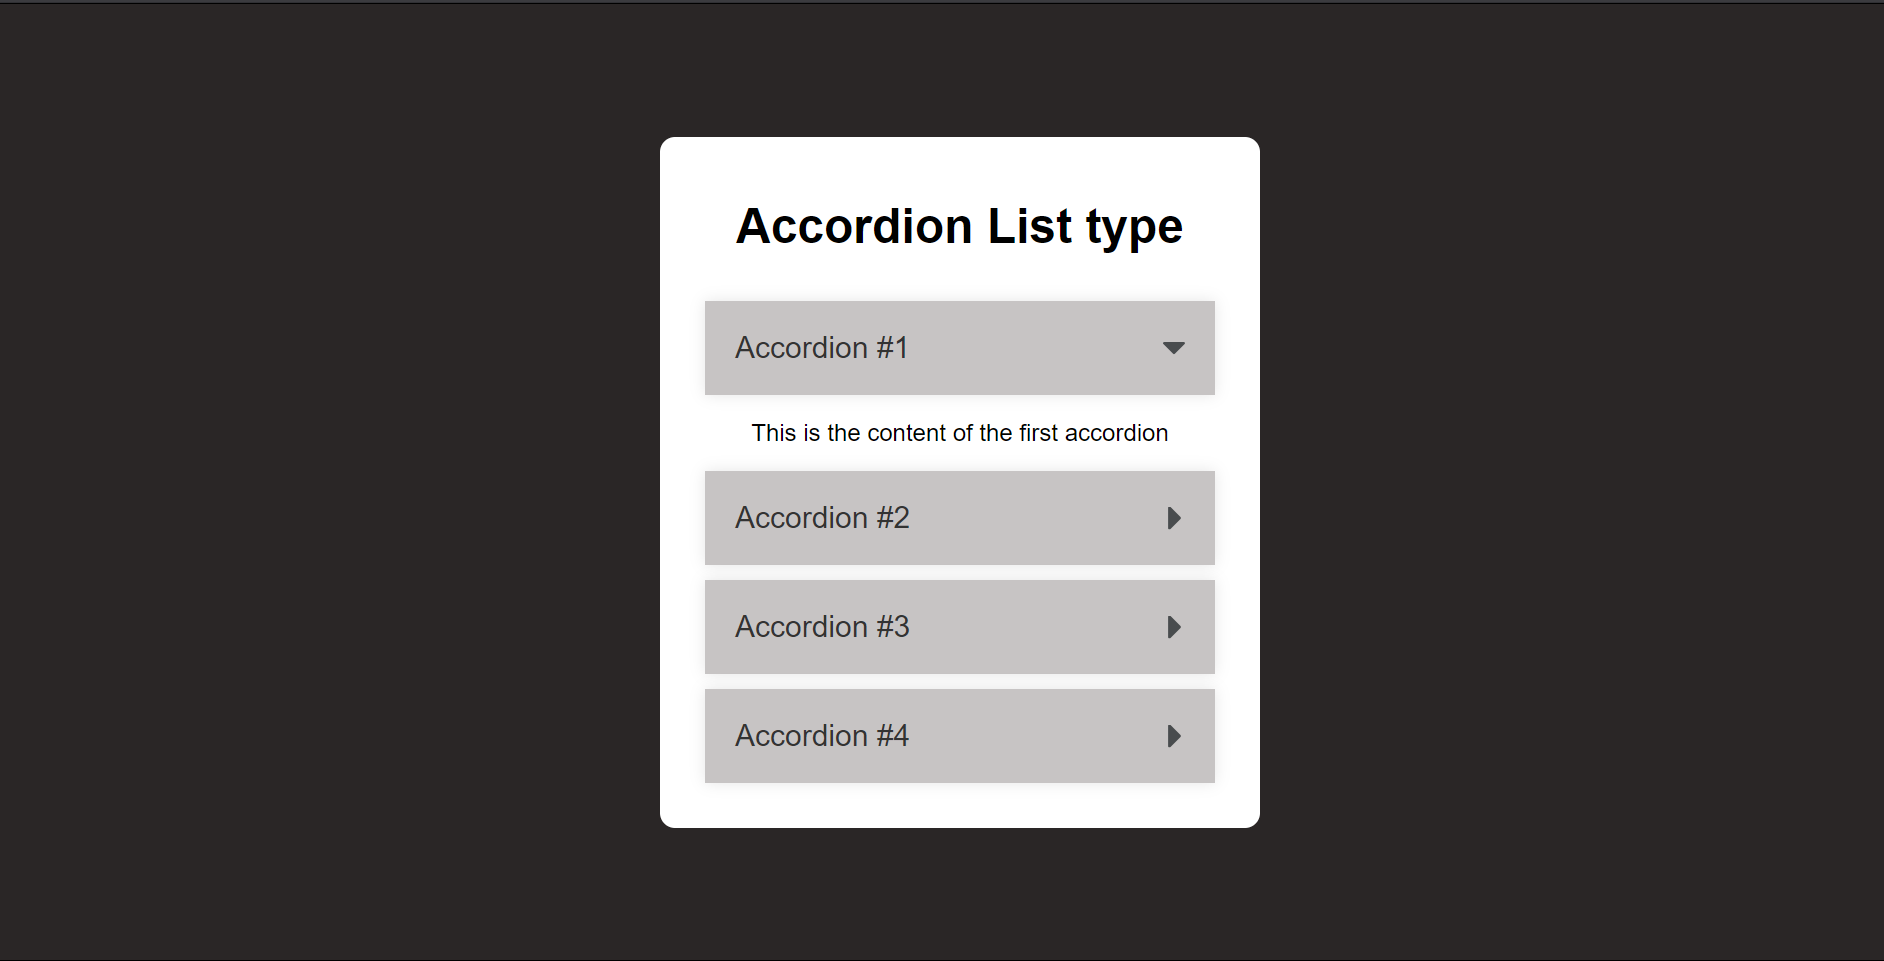 Accordion List type
Accordion #1
This is the content of the first accordion
Accordion #2
Accordion #3
Accordion #4